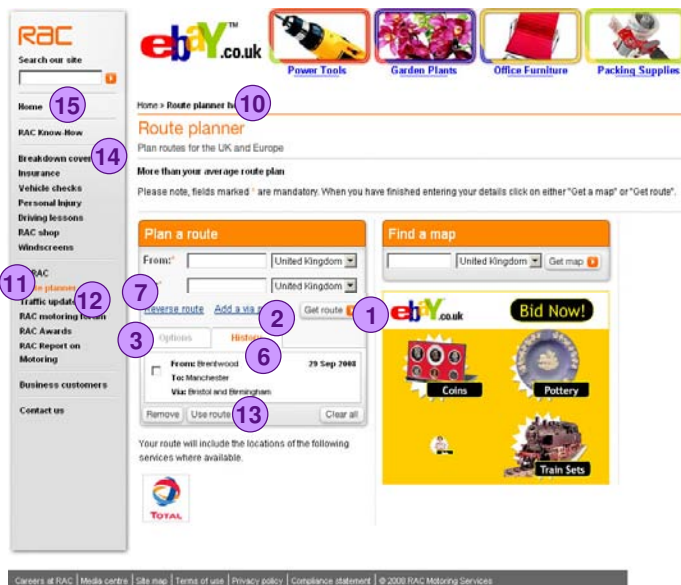 RAC
Search our site
Home
15
RAC Know-How
Breakdown cover
14
Insurance
Vehicle checks
Personal Injury
Driving lessons
RAC shop
Windscreens
RAC
11
planner
Traffic update
12
RAC motoring forum
RAC Awards
RAC Report on
Motoring
Business customers
Contact us
ebaY™.co.uk
Power Tools
Garden Plants
Office Furniture
Packing Supplies
Home > Route planner h
10
Route planner
Plan routes for the UK and Europe
More than your average route plan
Please note, fields marked * are mandatory. When you have finished entering your details click on either "Get a map" or "Get route".
Plan a route
From:* United Kingdom
* United Kingdom
7
Reverse route Add a via
2
Get route
1
3
Options
History
6
From: Brentwood 29 Sep 2008
To: Manchester
Via: Bristol and Birmingham
Remove Use route
13
Clear all
Your route will include the locations of the following
services where available.
TOTAL
Find a map
United Kingdom Get map
ebaY.co.uk
Bid Now!
Coins
Pottery
Train Sets
Careers at RAC | Media centre | Site map | Terms of use | Privacy policy | Compliance statement | © 2008 RAC Motoring Services